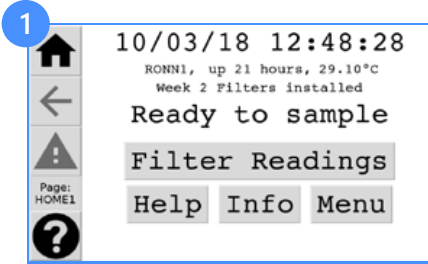 1
10/03/18 12:48:28
RONN1, up 21 hours, 29.10°C
Week 2 Filters installed
Ready to sample
Filter Readings
Page:
HOME1
Help Info Menu
?